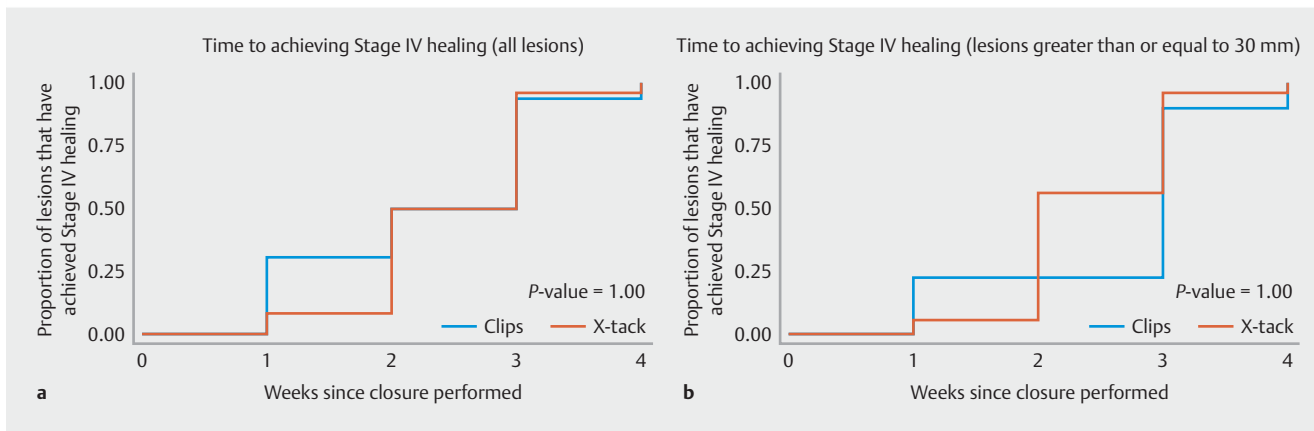 Time to achieving Stage IV healing (all lesions)
Proportion of lesions that have
achieved Stage IV healing
1.00
0.75
0.50
0.25
0.00
P-value = 1.00
Clips X-tack
0 1 2 3 4
Weeks since closure performed
a
Time to achieving Stage IV healing (lesions greater than or equal to 30 mm)
Proportion of lesions that have
achieved Stage IV healing
1.00
0.75
0.50
0.25
0.00
P-value = 1.00
Clips X-tack
0 1 2 3 4
Weeks since closure performed
b